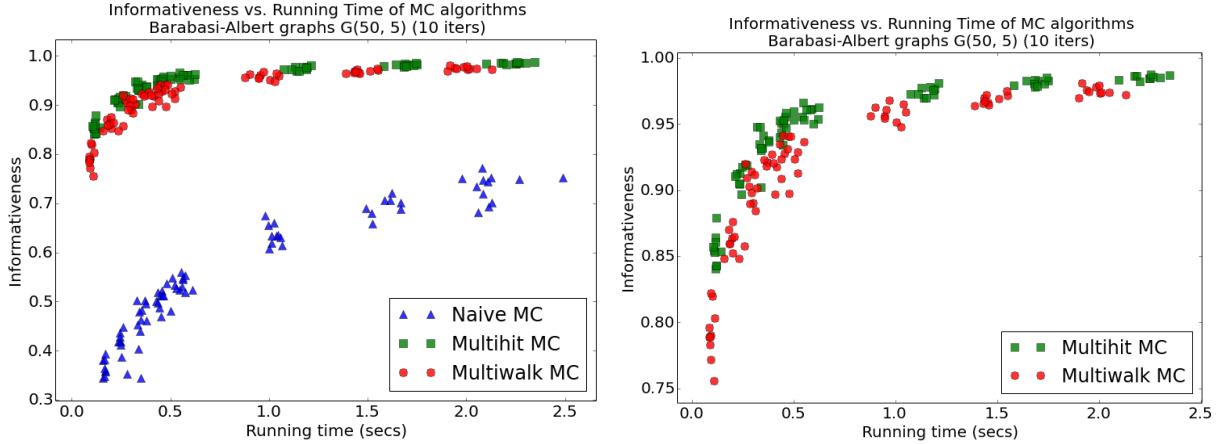 Informativeness vs. Running Time of MC algorithms
Barabasi-Albert graphs G(50, 5) (10 iters)
Informativeness
1.0
0.9
0.8
0.7
0.6
0.5
0.4
0.3
Naive MC
Multihit MC
Multiwalk MC
0.0 0.5 1.0 1.5 2.0 2.5
Running time (secs)
Informativeness vs. Running Time of MC algorithms
Barabasi-Albert graphs G(50, 5) (10 iters)
Informativeness
1.00
0.95
0.90
0.85
0.80
0.75
Multihit MC
Multiwalk MC
0.0 0.5 1.0 1.5 2.0 2.5
Running time (secs)